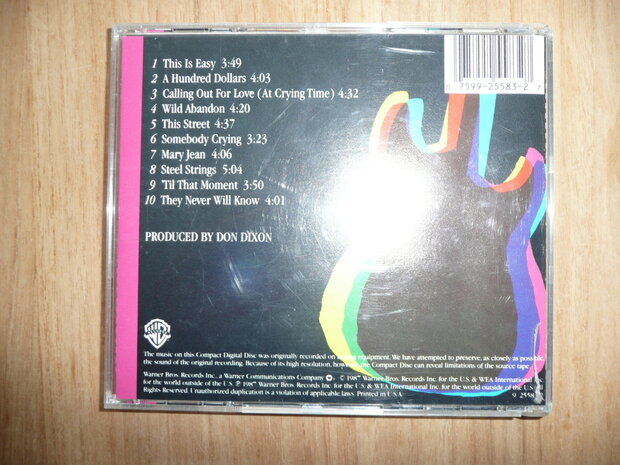 7599-25583-2
1 This Is Easy 3:49
2 A Hundred Dollars 4:03
3 Calling Out For Love (At Crying Time) 4:32
4 Wild Abandon 4:20
5 This Street 4:37
6 Somebody Crying 3:23
7 Mary Jean 4:06
8 Steel Strings 5:04
9 'Til That Moment 3:50
10 They Never Will Know 4:01
PRODUCED BY DON DIXON
The music on this Compact Digital Disc was originally recorded on equipment. We have attempted to preserve, as closely as possible,
the sound of the original recording. Because of its high resolution, however, the Compact Disc can reveal limitations of the source tape.
Warner Bros. Records Inc., a Warner Communications Company © 1987 Warner Bros. Records Inc. for the U.S. & WEA International Inc.
for the world outside of the U.S. ℗ 1987 Warner Bros. Records Inc. for the U.S. & WEA International Inc. for the world outside of the U.S. All
Rights Reserved. Unauthorized duplication is a violation of applicable laws. Printed in U.S.A.
9 2558